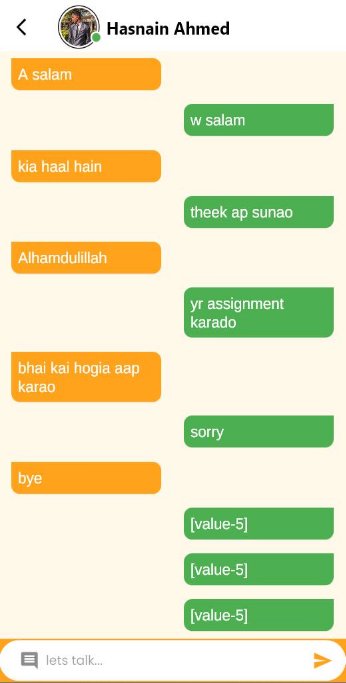 Hasnain Ahmed
A salam
w salam
kia haal hain
theek ap sunao
Alhamdulillah
yr assignment
karado
bhai kai hogia aap
karao
sorry
bye
[value-5]
[value-5]
[value-5]
lets talk...